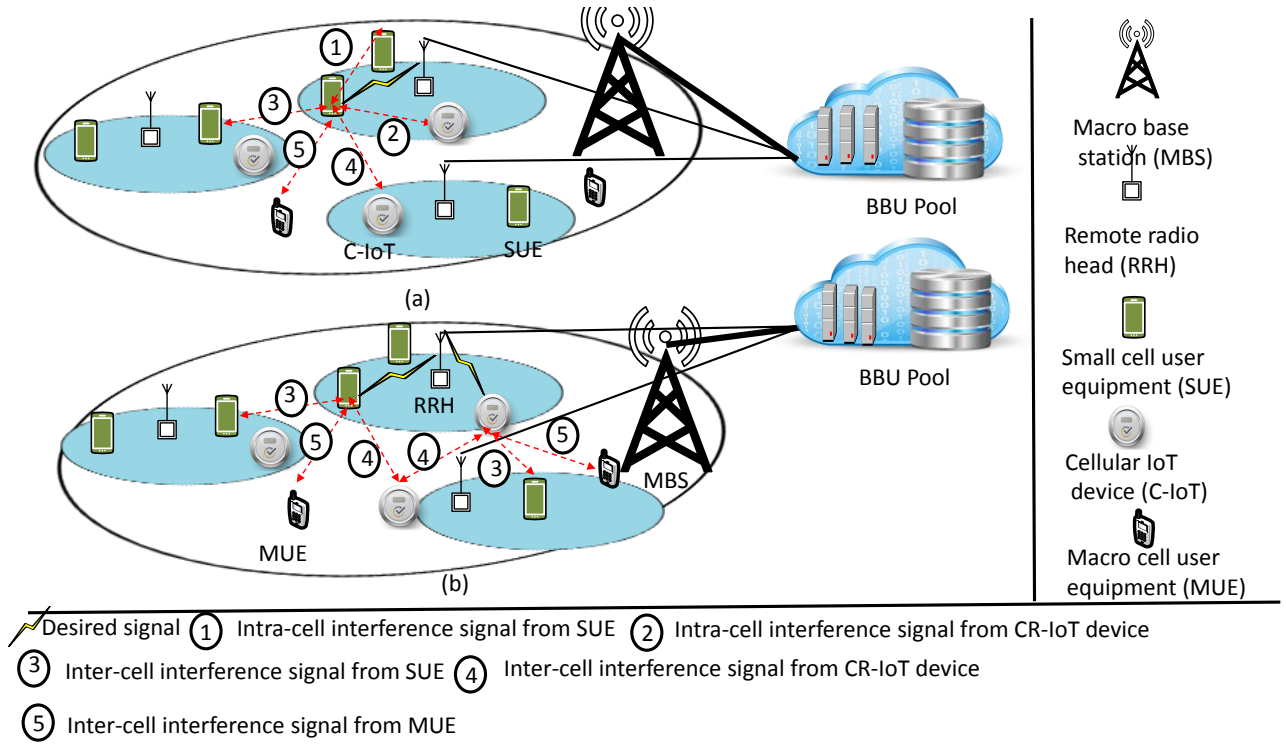 1
3
2
5
4
C-IoT
SUE
BBU Pool
(a)
3
RRH
5
4
4
5
3
MBS
MUE
BBU Pool
(b)
Macro base
station (MBS)
Remote radio
head (RRH)
Small cell user
equipment (SUE)
Cellular IoT
device (C-IoT)
Macro cell user
equipment (MUE)
Desired signal 1 Intra-cell interference signal from SUE 2 Intra-cell interference signal from CR-IoT device
3 Inter-cell interference signal from SUE 4 Inter-cell interference signal from CR-IoT device
5 Inter-cell interference signal from MUE